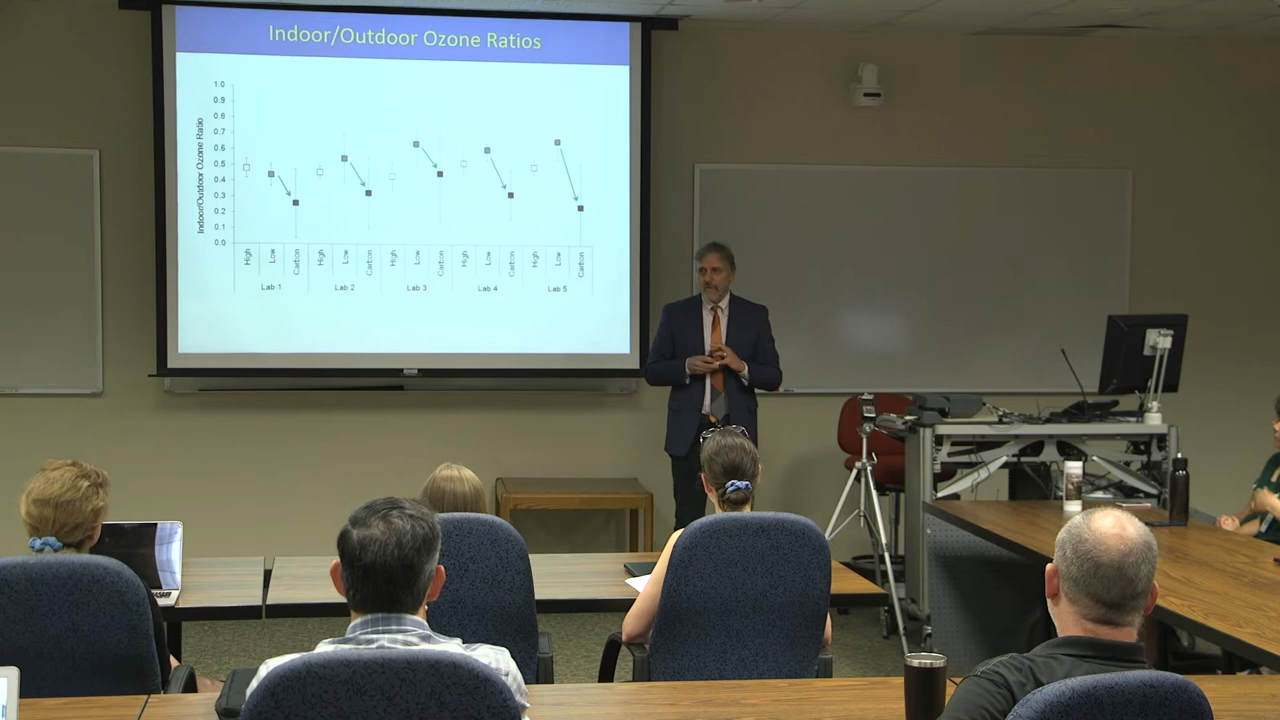 Indoor/Outdoor Ozone Ratios
Indoor/Outdoor Ozone Ratio
1.0
0.9
0.8
0.7
0.6
0.5
0.4
0.3
0.2
0.1
0.0
High Low Carbon High Low Carbon High Low Carbon High Low Carbon High Low Carbon
Lab 1 Lab 2 Lab 3 Lab 4 Lab 5